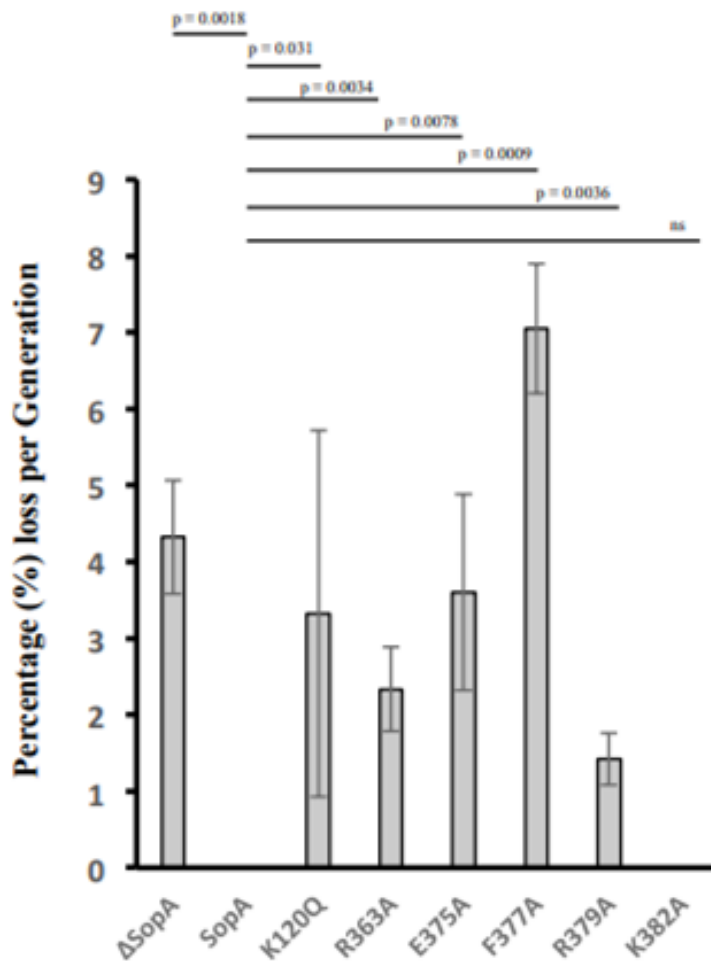 p = 0.0018
p = 0.031
p = 0.0034
p = 0.0078
p = 0.0009
p = 0.0036
ns
9
8
7
6
5
4
3
2
1
0
Percentage (%) loss per Generation
ΔSopA
SopA
K120Q
R363A
E375A
F377A
R379A
K382A